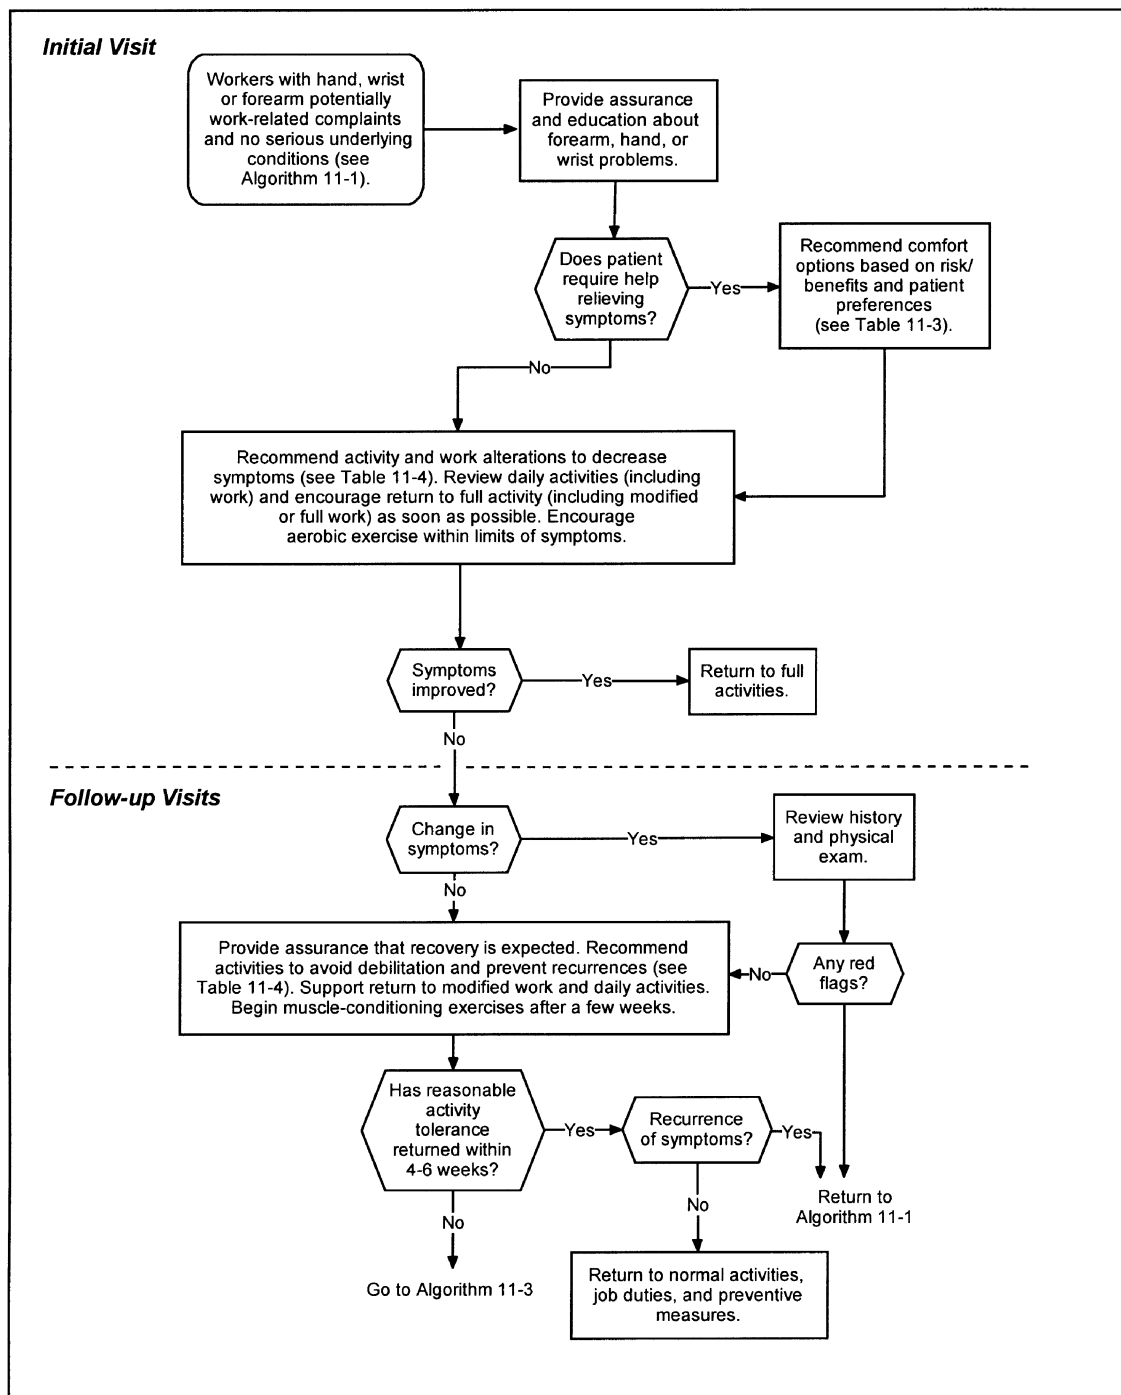 Initial Visit
Workers with hand, wrist
or forearm potentially
work-related complaints
and no serious underlying
conditions (see
Algorithm 11-1).
Provide assurance
and education about
forearm, hand, or
wrist problems.
Does patient
require help
relieving
symptoms?
Yes
Recommend comfort
options based on risk/
benefits and patient
preferences
(see Table 11-3).
No
Recommend activity and work alterations to decrease
symptoms (see Table 11-4). Review daily activities (including
work) and encourage return to full activity (including modified
or full work) as soon as possible. Encourage
aerobic exercise within limits of symptoms.
Symptoms
improved?
Yes
Return to full
activities.
No
Follow-up Visits
Change in
symptoms?
Yes
Review history
and physical
exam.
No
Provide assurance that recovery is expected. Recommend
activities to avoid debilitation and prevent recurrences (see
Table 11-4). Support return to modified work and daily activities.
Begin muscle-conditioning exercises after a few weeks.
No
Any red
flags?
Has reasonable
activity
tolerance
returned within
4-6 weeks?
Yes
Recurrence
of symptoms?
Yes
Return to
Algorithm 11-1
No
Go to Algorithm 11-3
No
Return to normal activities,
job duties, and preventive
measures.